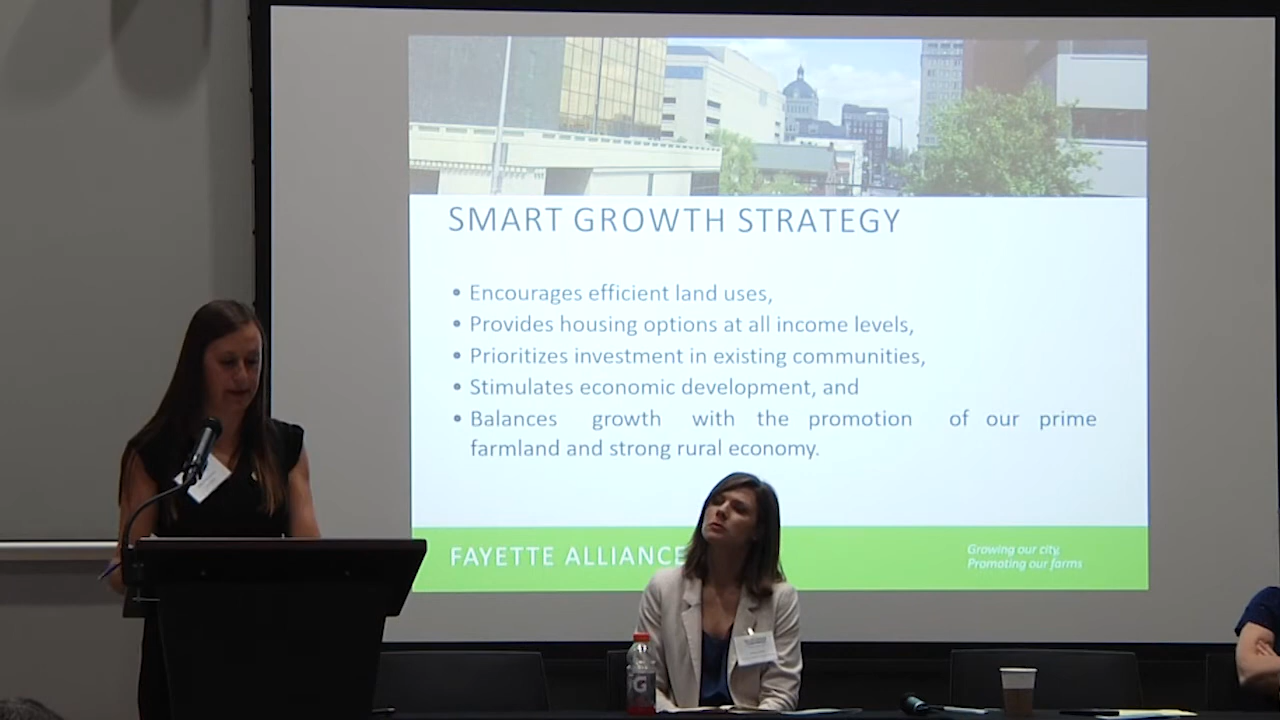 SMART GROWTH STRATEGY
• Encourages efficient land uses,
• Provides housing options at all income levels,
• Prioritizes investment in existing communities,
• Stimulates economic development, and
• Balances growth with the promotion of our prime
farmland and strong rural economy.
FAYETTE ALLIANCE
Growing our city,
Promoting our farms
G